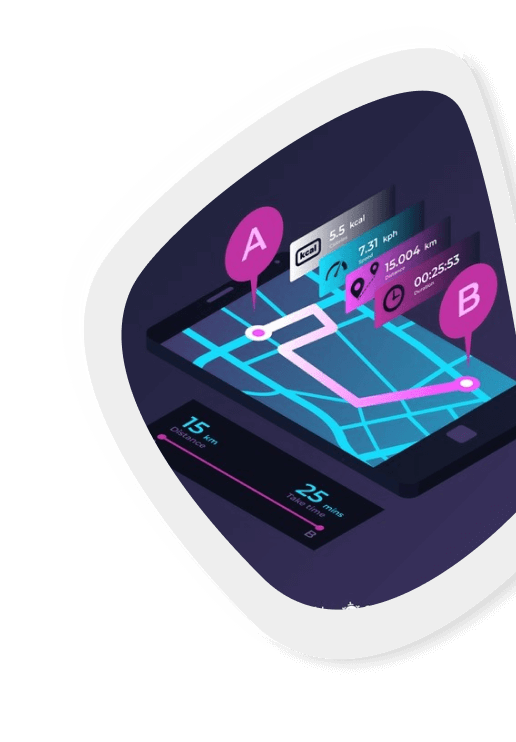 A
5.5 kcal
Calories
kcal
7.31 kph
Speed
15.004 km
Distance
00:25:53
Duration
B
15 km
Distance
25 mins
Take time
B